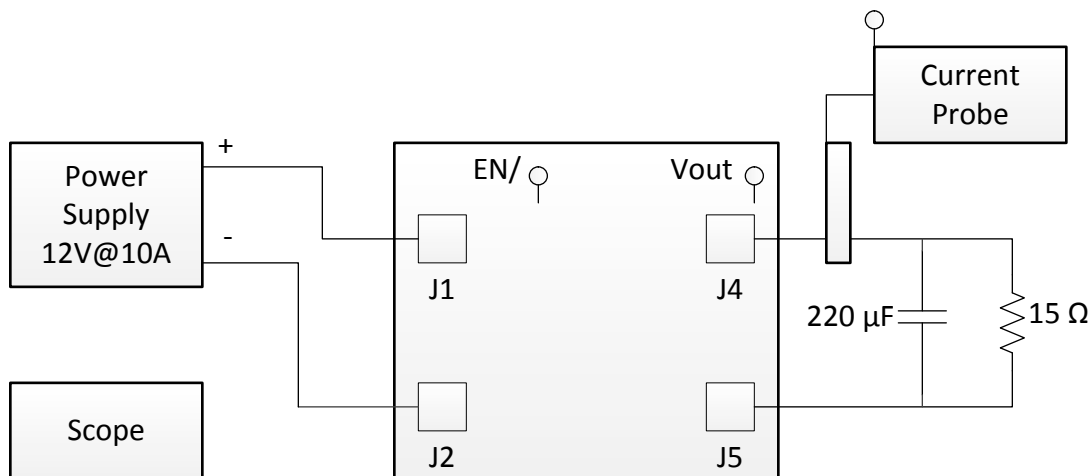 Current
Probe
+
Power
Supply
12V@10A
-
EN/
Vout
J1
J4
220 µF
15 Ω
Scope
J2
J5